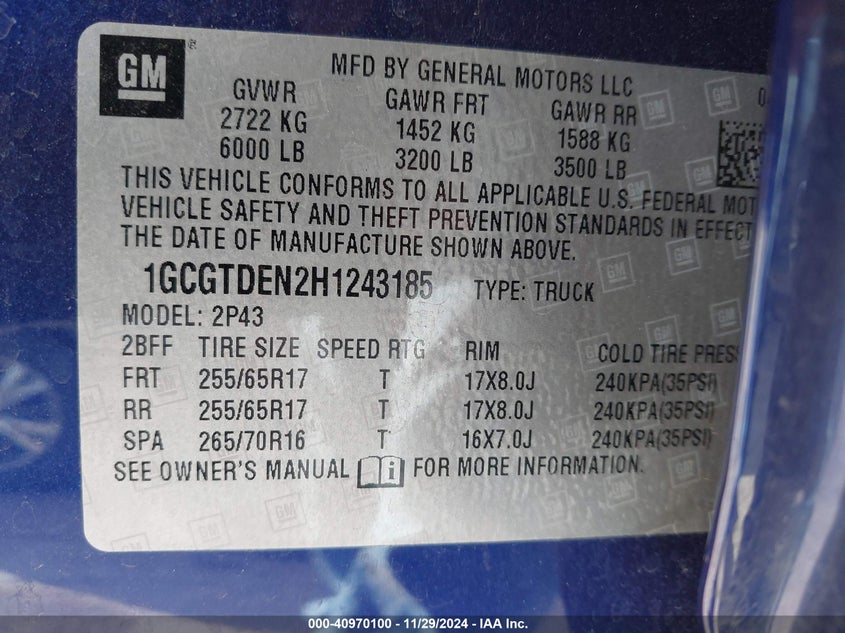 GM®
MFD BY GENERAL MOTORS LLC
GVWR GAWR FRT GAWR RR
2722 KG 1452 KG 1588 KG
6000 LB 3200 LB 3500 LB
THIS VEHICLE CONFORMS TO ALL APPLICABLE U.S. FEDERAL MOT
VEHICLE SAFETY AND THEFT PREVENTION STANDARDS IN EFFECT
THE DATE OF MANUFACTURE SHOWN ABOVE.
1GCGTDEN2H1243185 TYPE: TRUCK
MODEL: 2P43
2BFF TIRE SIZE SPEED RTG RIM COLD TIRE PRESS
FRT 255/65R17 T 17X8.0J 240KPA(35PSI)
RR 255/65R17 T 17X8.0J 240KPA(35PSI)
SPA 265/70R16 T 16X7.0J 240KPA(35PSI)
SEE OWNER'S MANUAL i FOR MORE INFORMATION.
000-40970100 - 11/29/2024 - IAA Inc.